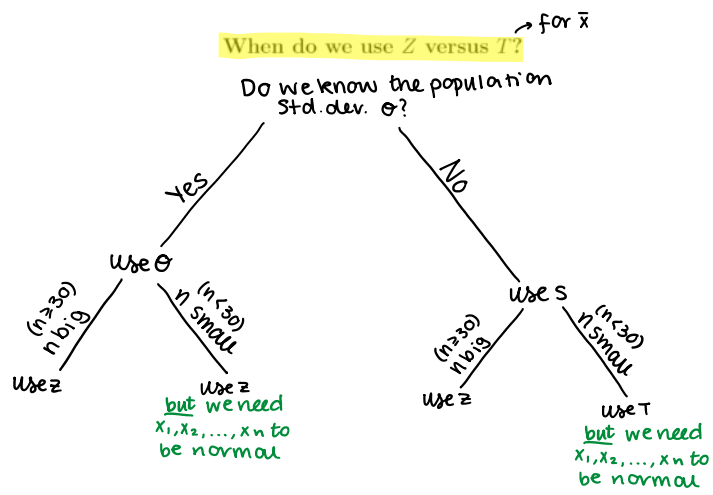 for x̄
When do we use Z versus T?
Do we know the population
Std. dev. σ?
Yes
No
use σ
use s
(n≥30)
n big
(n<30)
n small
(n≥30)
n big
(n<30)
n small
use z
use z
but we need
x₁, x₂, ..., xn to
be normal
use z
use T
but we need
x₁, x₂, ..., xn to
be normal